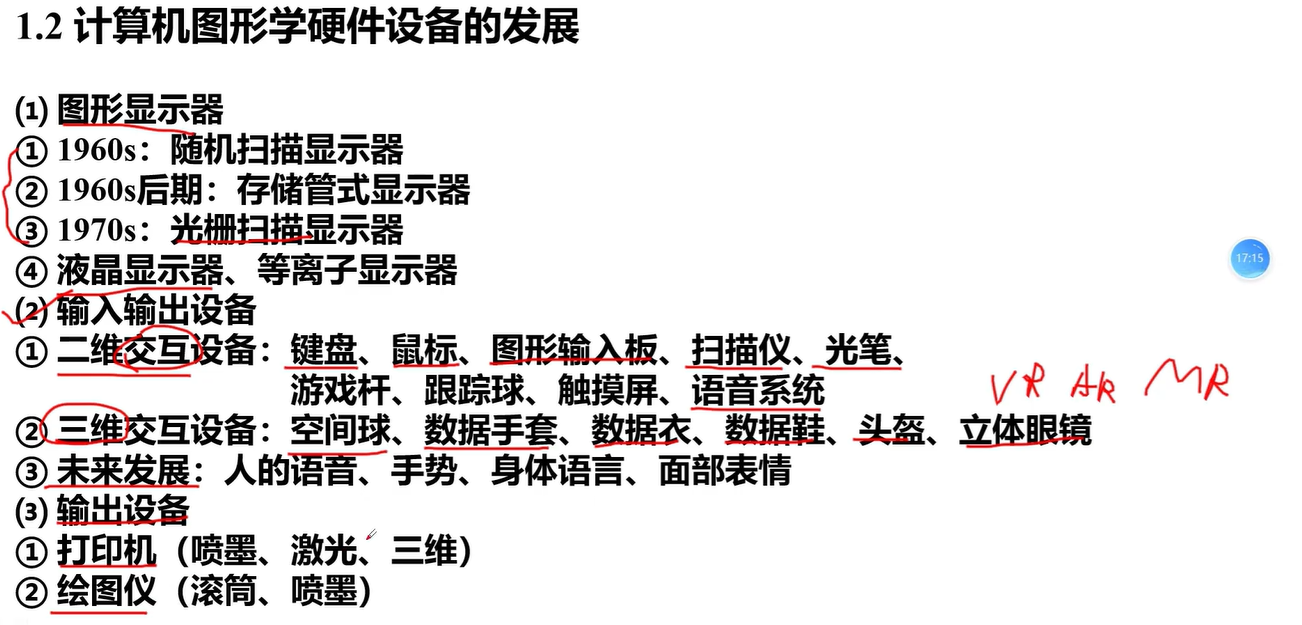 1.2 计算机图形学硬件设备的发展
(1) 图形显示器
① 1960s：随机扫描显示器
② 1960s后期：存储管式显示器
③ 1970s：光栅扫描显示器
④ 液晶显示器、等离子显示器
17:15
(2) 输入输出设备
① 二维交互设备：键盘、鼠标、图形输入板、扫描仪、光笔、
游戏杆、跟踪球、触摸屏、语音系统
VR AR MR
② 三维交互设备：空间球、数据手套、数据衣、数据鞋、头盔、立体眼镜
③ 未来发展：人的语音、手势、身体语言、面部表情
(3) 输出设备
① 打印机（喷墨、激光、三维）
② 绘图仪（滚筒、喷墨）